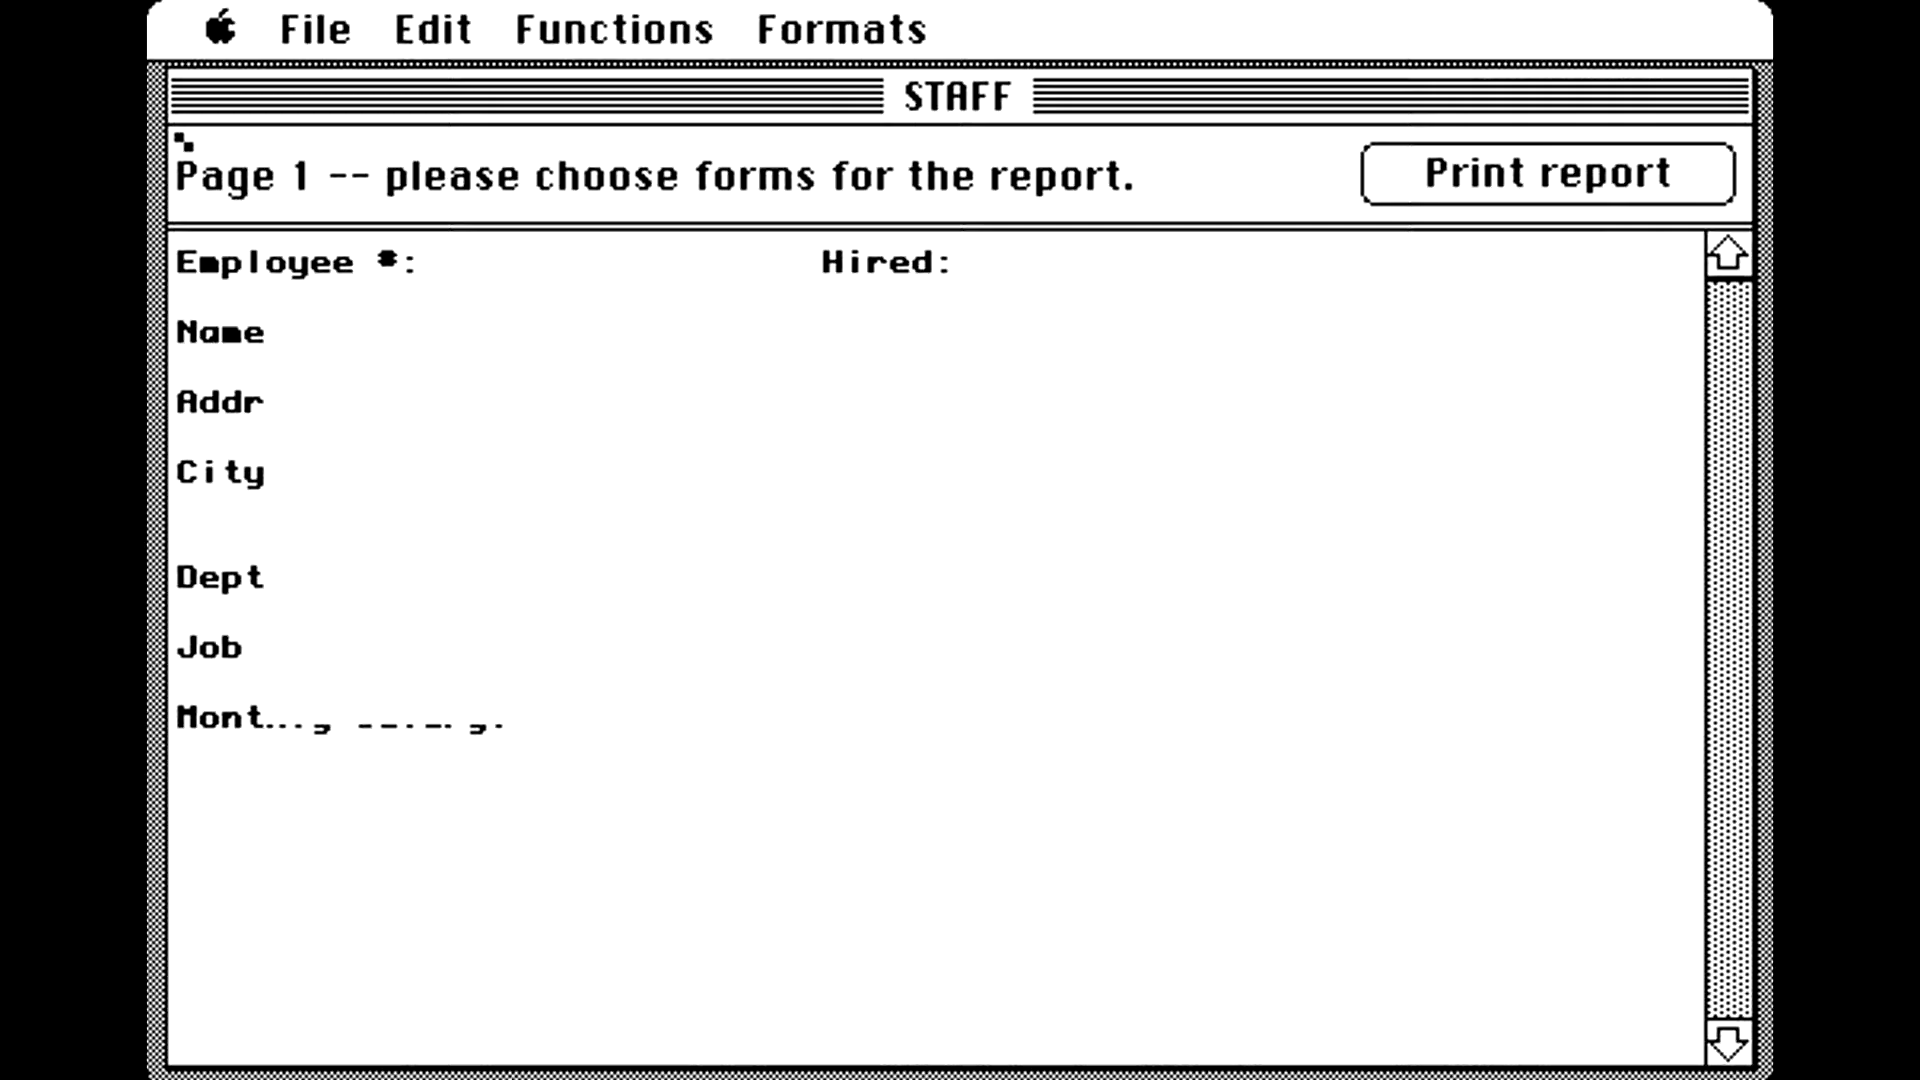 File Edit Functions Formats
STAFF
Page 1 -- please choose forms for the report.
Print report
Employee #: Hired:
Name
Addr
City
Dept
Job